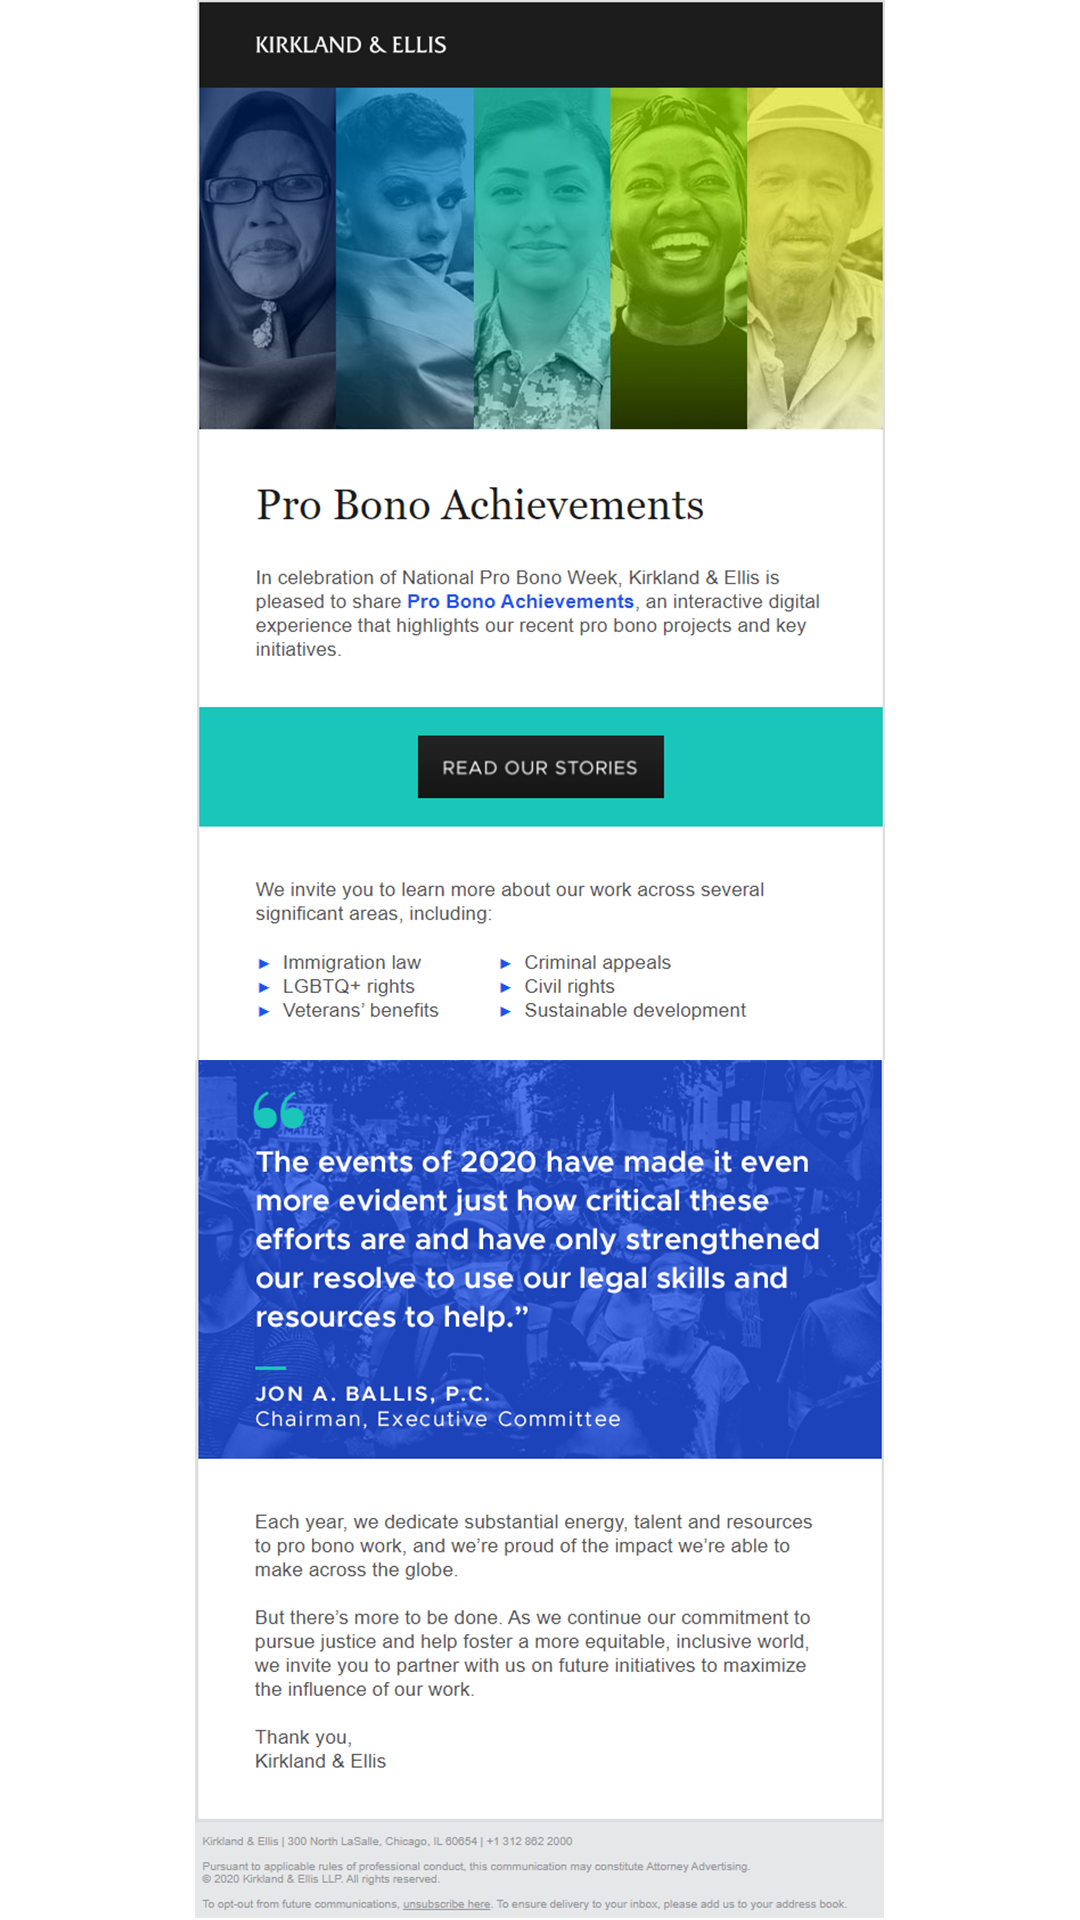 KIRKLAND & ELLIS
Pro Bono Achievements
In celebration of National Pro Bono Week, Kirkland & Ellis is
pleased to share Pro Bono Achievements, an interactive digital
experience that highlights our recent pro bono projects and key
initiatives.
READ OUR STORIES
We invite you to learn more about our work across several
significant areas, including:
► Immigration law
► LGBTQ+ rights
► Veterans’ benefits
► Criminal appeals
► Civil rights
► Sustainable development
“
The events of 2020 have made it even
more evident just how critical these
efforts are and have only strengthened
our resolve to use our legal skills and
resources to help.”
JON A. BALLIS, P.C.
Chairman, Executive Committee
Each year, we dedicate substantial energy, talent and resources
to pro bono work, and we’re proud of the impact we’re able to
make across the globe.
But there’s more to be done. As we continue our commitment to
pursue justice and help foster a more equitable, inclusive world,
we invite you to partner with us on future initiatives to maximize
the influence of our work.
Thank you,
Kirkland & Ellis
Kirkland & Ellis | 300 North LaSalle, Chicago, IL 60654 | +1 312 862 2000
Pursuant to applicable rules of professional conduct, this communication may constitute Attorney Advertising.
© 2020 Kirkland & Ellis LLP. All rights reserved.
To opt-out from future communications, unsubscribe here. To ensure delivery to your inbox, please add us to your address book.